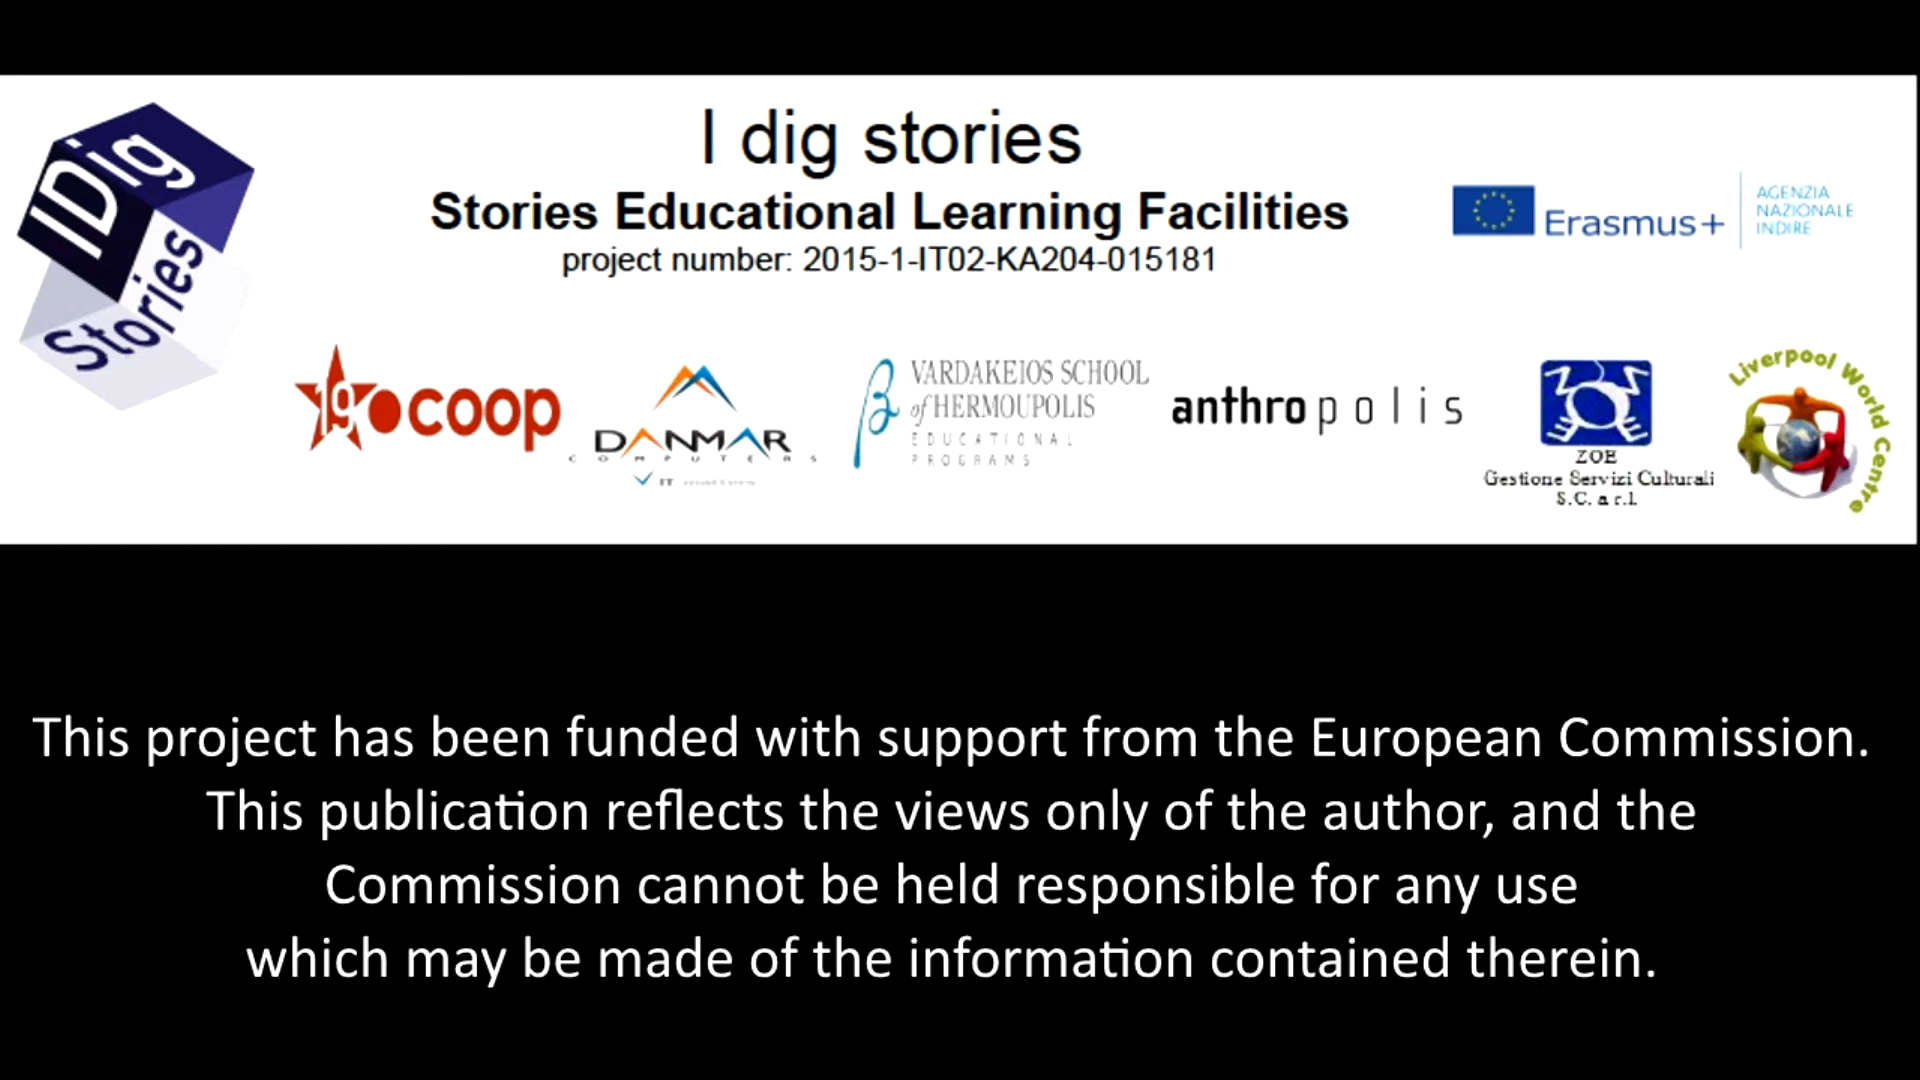 IDig
Stories
I dig stories
Stories Educational Learning Facilities
project number: 2015-1-IT02-KA204-015181
Erasmus+
AGENZIA
NAZIONALE
INDIRE
19 coop
DANMAR
COMPUTERS
IT
VARDAKEIOS SCHOOL
of HERMOUPOLIS
EDUCATIONAL
PROGRAMS
anthropolis
ZOE
Gestione Servizi Culturali
S.C. a r.l.
Liverpool World Centre
This project has been funded with support from the European Commission.
This publication reflects the views only of the author, and the
Commission cannot be held responsible for any use
which may be made of the information contained therein.